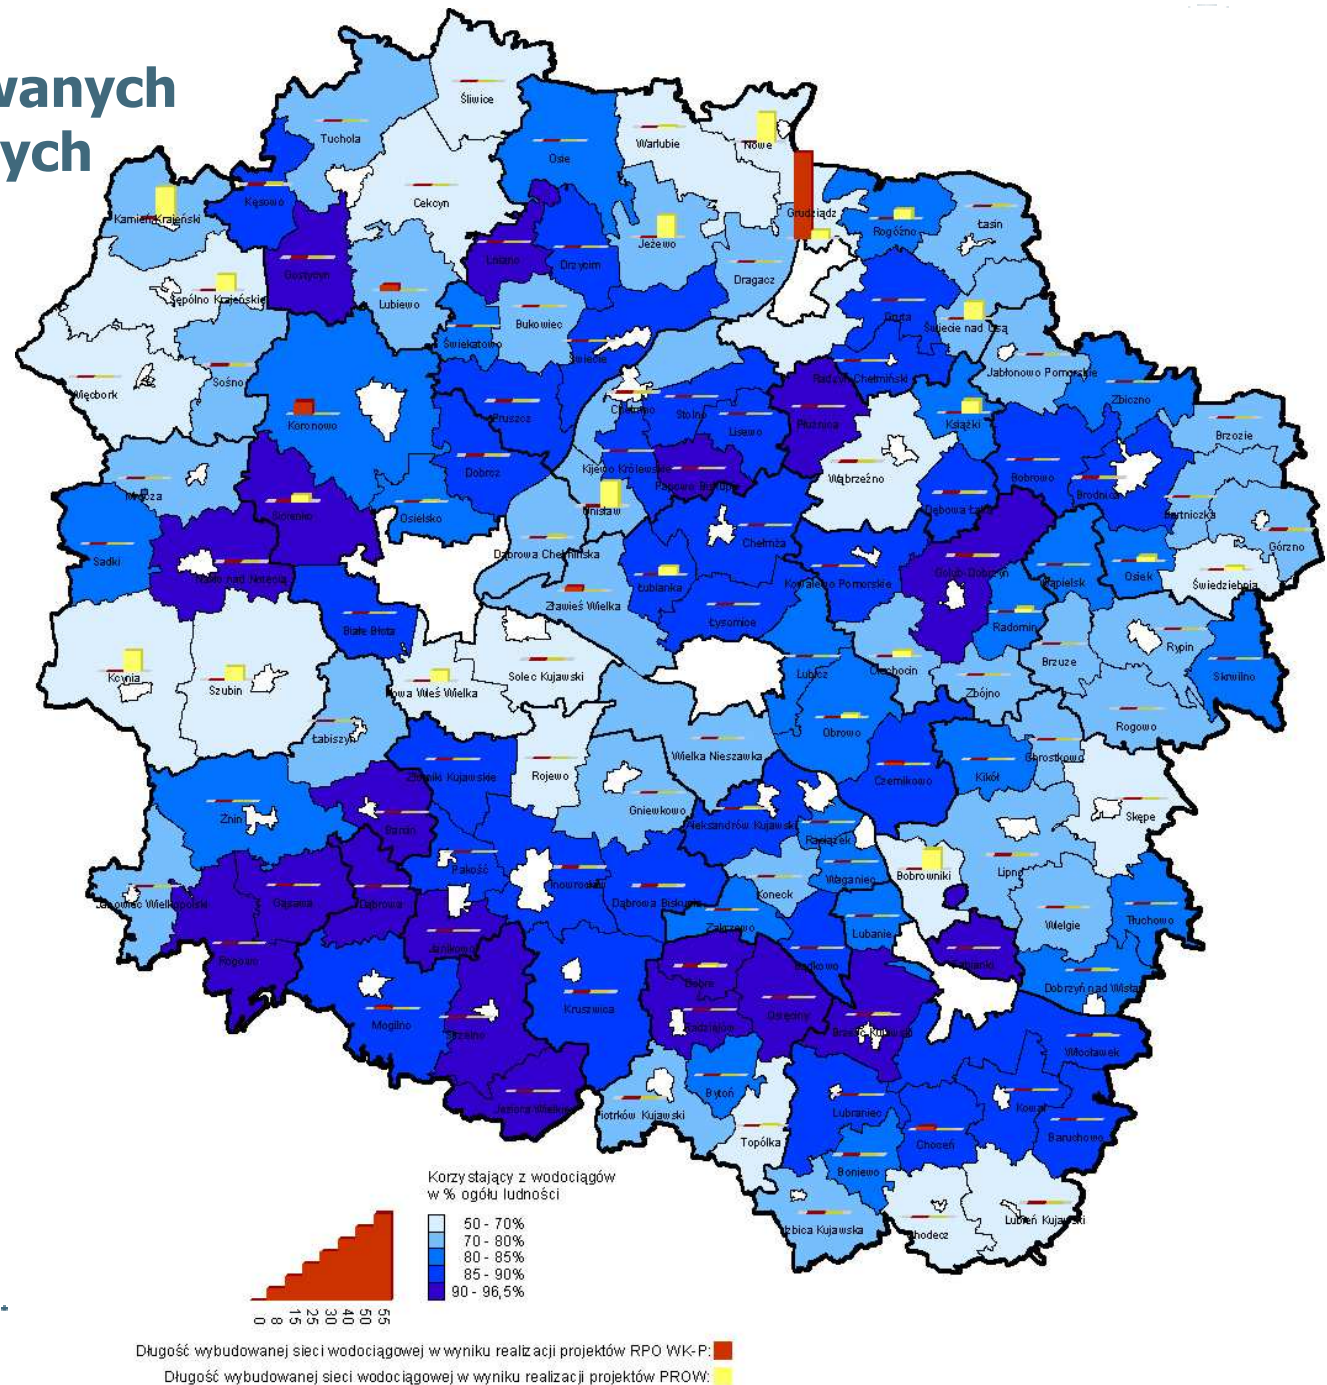 wanych
ych
Śliwice
Tuchola
Osie
Warlubie
Nowe
Kęsowo
Cekcyn
Kamień Krajeński
Grudziądz
Rogóźno
Łasin
Jeżewo
Lniano
Drzycim
Gostycyn
Dragacz
Sępólno Krajeńskie
Lubiewo
Bukowiec
Gruta
Świecie nad Osą
Świekatowo
Świecie
Sośno
Jabłonowo Pomorskie
Więcbork
Radzyń Chełmiński
Zbiczno
Koronowo
Pruszcz
Chełmno
Stolno
Lisewo
Płużnica
Książki
Brzozie
Dobrcz
Kijewo Królewskie
Papowo Biskupie
Wąbrzeźno
Bobrowo
Brodnica
Mrocza
Sicienko
Osielsko
Unisław
Dębowa Łąka
Bartniczka
Górzno
Sadki
Dąbrowa Chełmińska
Chełmża
Nakło nad Notecią
Łubianka
Kowalewo Pomorskie
Golub-Dobrzyń
Wąpielsk
Osiek
Świedziebnia
Zławieś Wielka
Łysomice
Radomin
Białe Błota
Rypin
Brzuze
Kcynia
Szubin
Nowa Wieś Wielka
Solec Kujawski
Lubicz
Ciechocin
Zbójno
Skrwilno
Rogowo
Łabiszyn
Obrowo
Wielka Nieszawka
Chrostkowo
Złotniki Kujawskie
Rojewo
Czernikowo
Kikół
Gniewkowo
Żnin
Barcin
Aleksandrów Kujawski
Skępe
Raciążek
Pakość
Inowrocław
Koneck
Waganiec
Bobrowniki
Lipno
Janowiec Wielkopolski
Gąsawa
Dąbrowa
Dąbrowa Biskupia
Zakrzewo
Lubanie
Wielgie
Tłuchowo
Janikowo
Rogowo
Bądkowo
Fabianki
Dobre
Dobrzyń nad Wisłą
Mogilno
Strzelno
Kruszwica
Radziejów
Osięciny
Brześć Kujawski
Włocławek
Jeziora Wielkie
Piotrków Kujawski
Bytoń
Lubraniec
Kowal
Topólka
Choceń
Baruchowo
Boniewo
Izbica Kujawska
Chodecz
Lubień Kujawski
Korzystający z wodociągów
w % ogółu ludności
50 - 70%
70 - 80%
80 - 85%
85 - 90%
90 - 96,5%
0 8 15 25 30 40 50 55
Długość wybudowanej sieci wodociągowej w wyniku realizacji projektów RPO WK-P:
Długość wybudowanej sieci wodociągowej w wyniku realizacji projektów PROW: